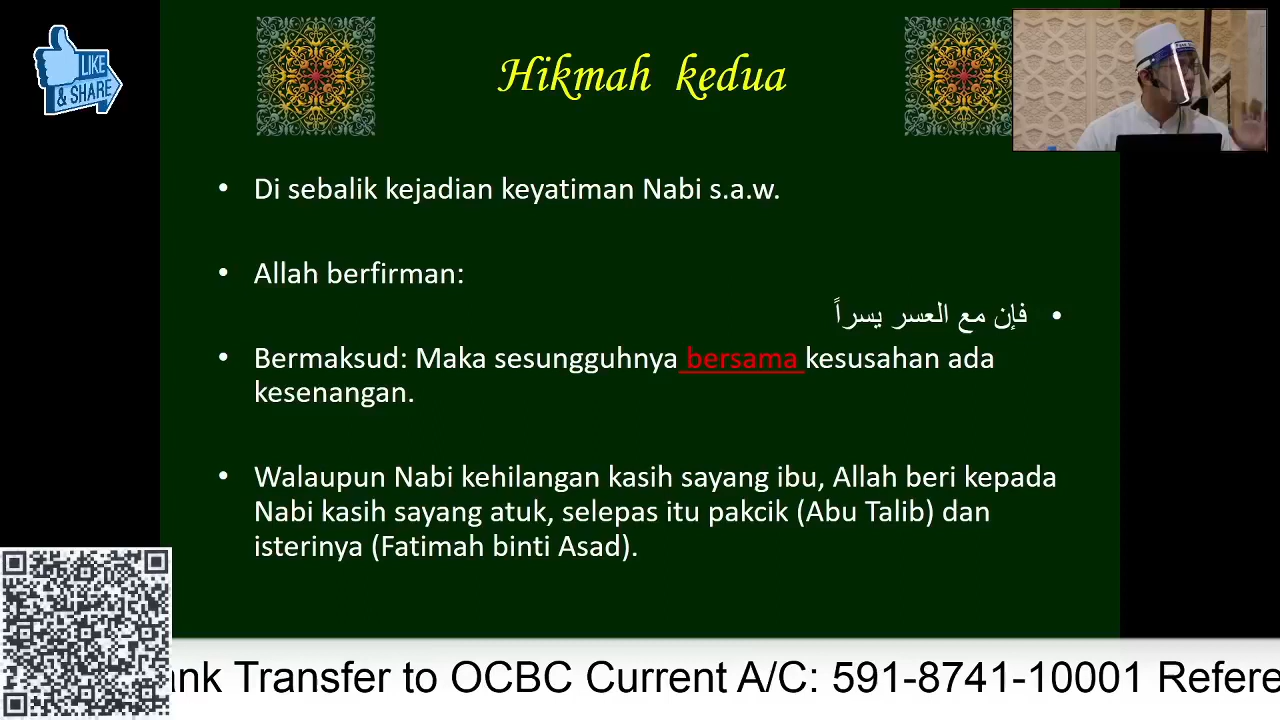 LIKE
& SHARE
Hikmah kedua
• Di sebalik kejadian keyatiman Nabi s.a.w.
• Allah berfirman:
• فإن مع العسر يسراً
• Bermaksud: Maka sesungguhnya bersama kesusahan ada
kesenangan.
• Walaupun Nabi kehilangan kasih sayang ibu, Allah beri kepada
Nabi kasih sayang atuk, selepas itu pakcik (Abu Talib) dan
isterinya (Fatimah binti Asad).
ank Transfer to OCBC Current A/C: 591-8741-10001 Refere